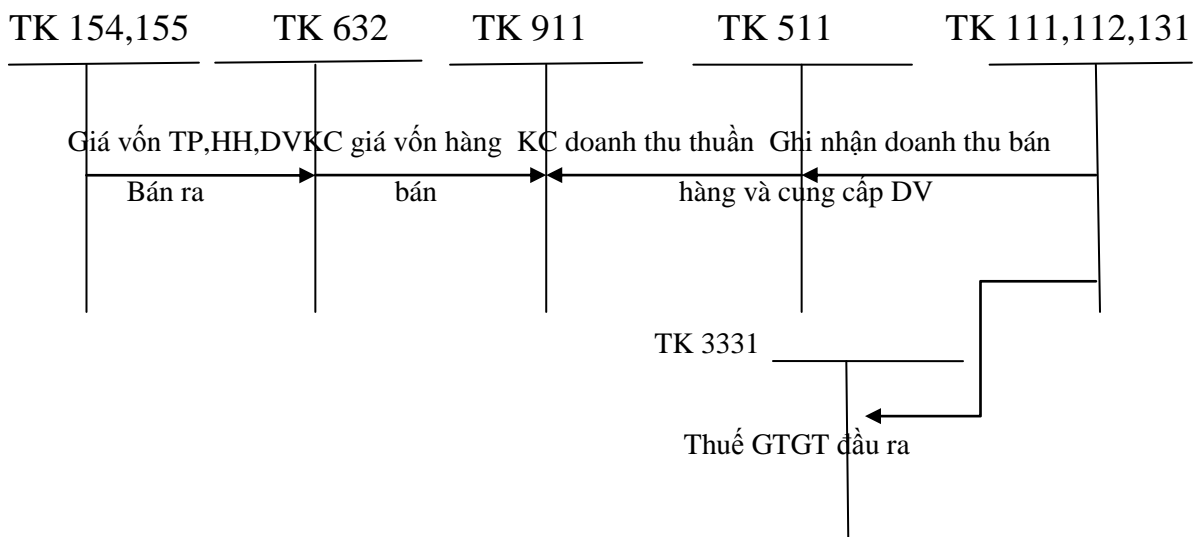 TK 154,155 TK 632 TK 911 TK 511 TK 111,112,131
Giá vốn TP,HH,DVKC giá vốn hàng KC doanh thu thuần Ghi nhận doanh thu bán
Bán ra bán hàng và cung cấp DV
TK 3331
Thuế GTGT đầu ra